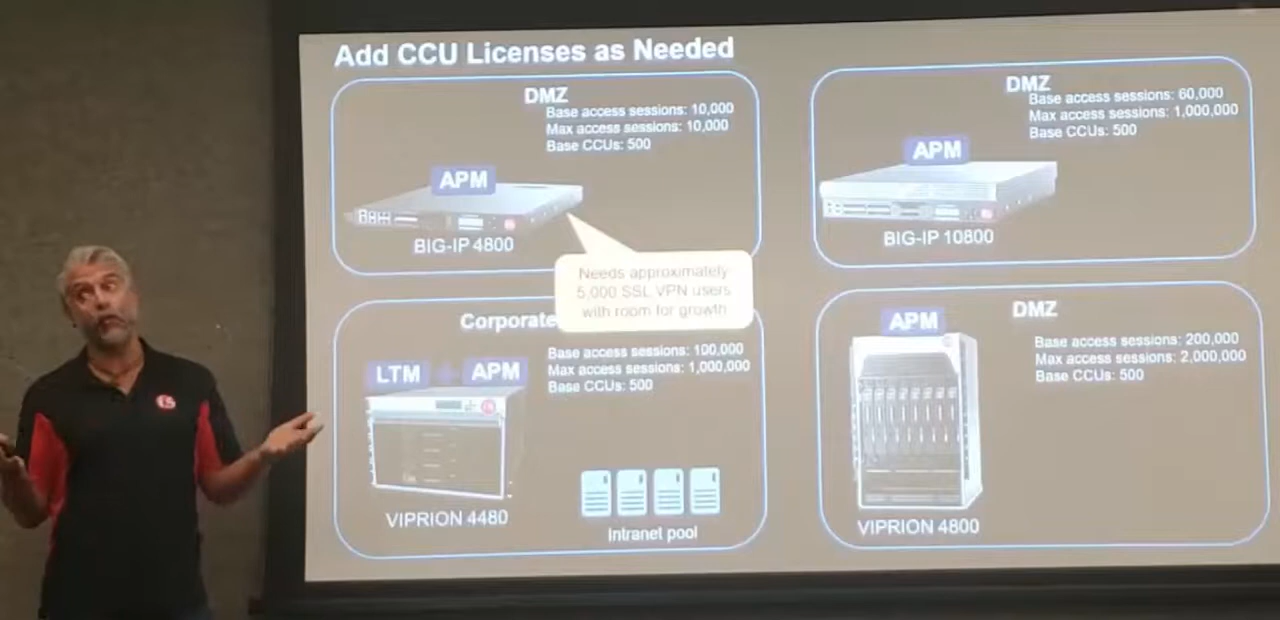 Add CCU Licenses as Needed
DMZ
Base access sessions: 10,000
Max access sessions: 10,000
Base CCUs: 500
APM
BIG-IP 4800
Needs approximately
5,000 SSL VPN users
with room for growth
DMZ
Base access sessions: 60,000
Max access sessions: 1,000,000
Base CCUs: 500
APM
BIG-IP 10800
Corporate
Base access sessions: 100,000
Max access sessions: 1,000,000
Base CCUs: 500
LTM + APM
VIPRION 4480
Intranet pool
DMZ
APM
Base access sessions: 200,000
Max access sessions: 2,000,000
Base CCUs: 500
VIPRION 4800
f5